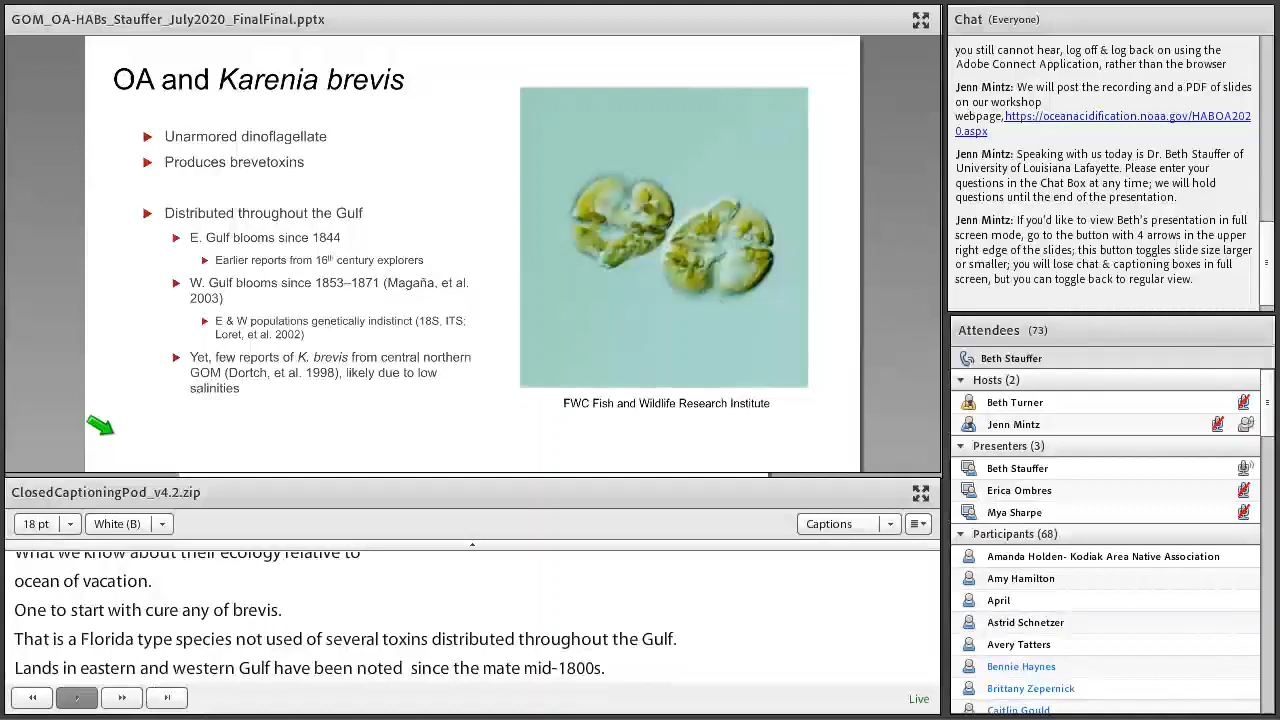 GOM_OA-HABs_Stauffer_July2020_FinalFinal.pptx
OA and Karenia brevis
Unarmored dinoflagellate
Produces brevetoxins
Distributed throughout the Gulf
E. Gulf blooms since 1844
Earlier reports from 16th century explorers
W. Gulf blooms since 1853–1871 (Magaña, et al.
2003)
E & W populations genetically indistinct (18S, ITS;
Loret, et al. 2002)
Yet, few reports of K. brevis from central northern
GOM (Dortch, et al. 1998), likely due to low
salinities
FWC Fish and Wildlife Research Institute
ClosedCaptioningPod_v4.2.zip
18 pt
White (B)
Captions
What we know about their ecology relative to
ocean of vacation.
One to start with cure any of brevis.
That is a Florida type species not used of several toxins distributed throughout the Gulf.
Lands in eastern and western Gulf have been noted  since the mate mid-1800s.
Live
Chat (Everyone)
you still cannot hear, log off & log back on using the
Adobe Connect Application, rather than the browser
Jenn Mintz: We will post the recording and a PDF of slides
on our workshop
webpage,https://oceanacidification.noaa.gov/HABOA202
0.aspx
Jenn Mintz: Speaking with us today is Dr. Beth Stauffer of
University of Louisiana Lafayette. Please enter your
questions in the Chat Box at any time; we will hold
questions until the end of the presentation.
Jenn Mintz: If you'd like to view Beth's presentation in full
screen mode, go to the button with 4 arrows in the upper
right edge of the slides; this button toggles slide size larger
or smaller; you will lose chat & captioning boxes in full
screen, but you can toggle back to regular view.
Attendees (73)
Beth Stauffer
Hosts (2)
Beth Turner
Jenn Mintz
Presenters (3)
Beth Stauffer
Erica Ombres
Mya Sharpe
Participants (68)
Amanda Holden- Kodiak Area Native Association
Amy Hamilton
April
Astrid Schnetzer
Avery Tatters
Bennie Haynes
Brittany Zepernick
Caitlin Gould